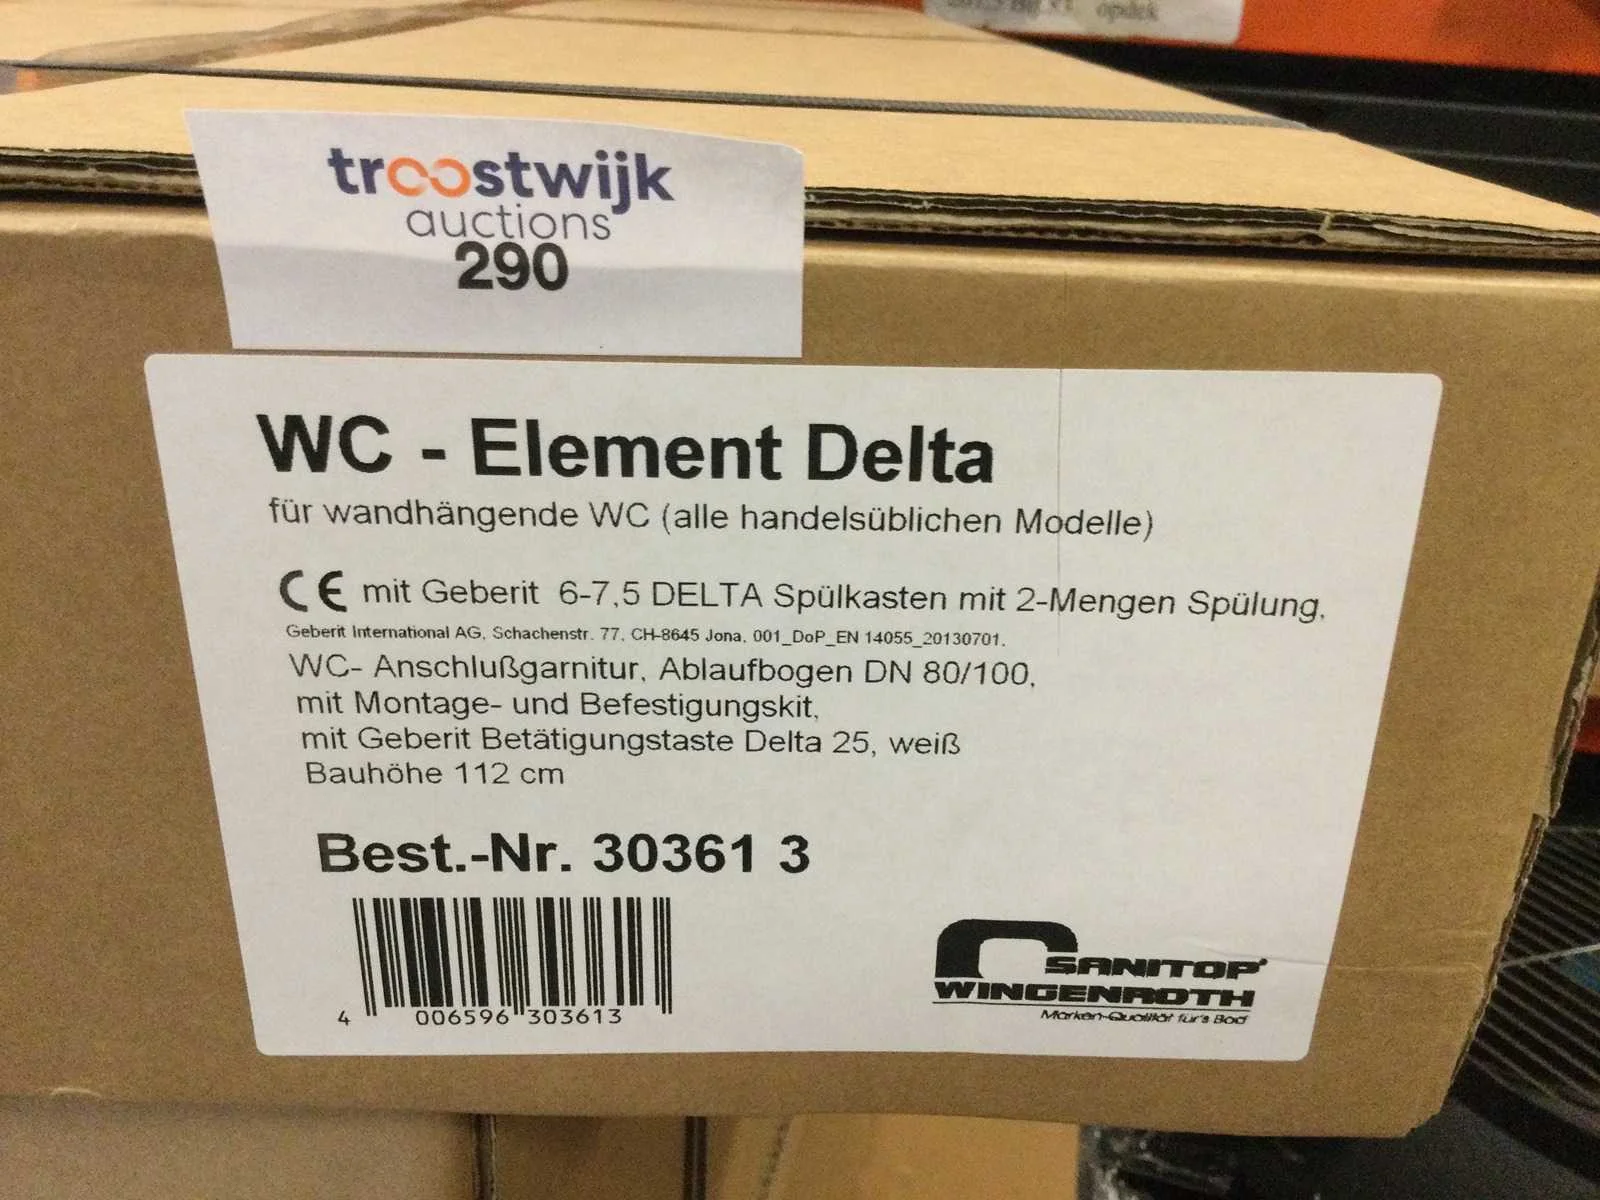 opdek
troostwijk
auctions
290
WC - Element Delta
für wandhängende WC (alle handelsüblichen Modelle)
CE mit Geberit 6-7,5 DELTA Spülkasten mit 2-Mengen Spülung,
Geberit International AG, Schachenstr. 77, CH-8645 Jona, 001_DoP_EN 14055_20130701,
WC- Anschlußgarnitur, Ablaufbogen DN 80/100,
mit Montage- und Befestigungskit,
mit Geberit Betätigungstaste Delta 25, weiß
Bauhöhe 112 cm
Best.-Nr. 30361 3
4 006596 303613
SANITOP
WINGENROTH
Marken-Qualität für's Bad